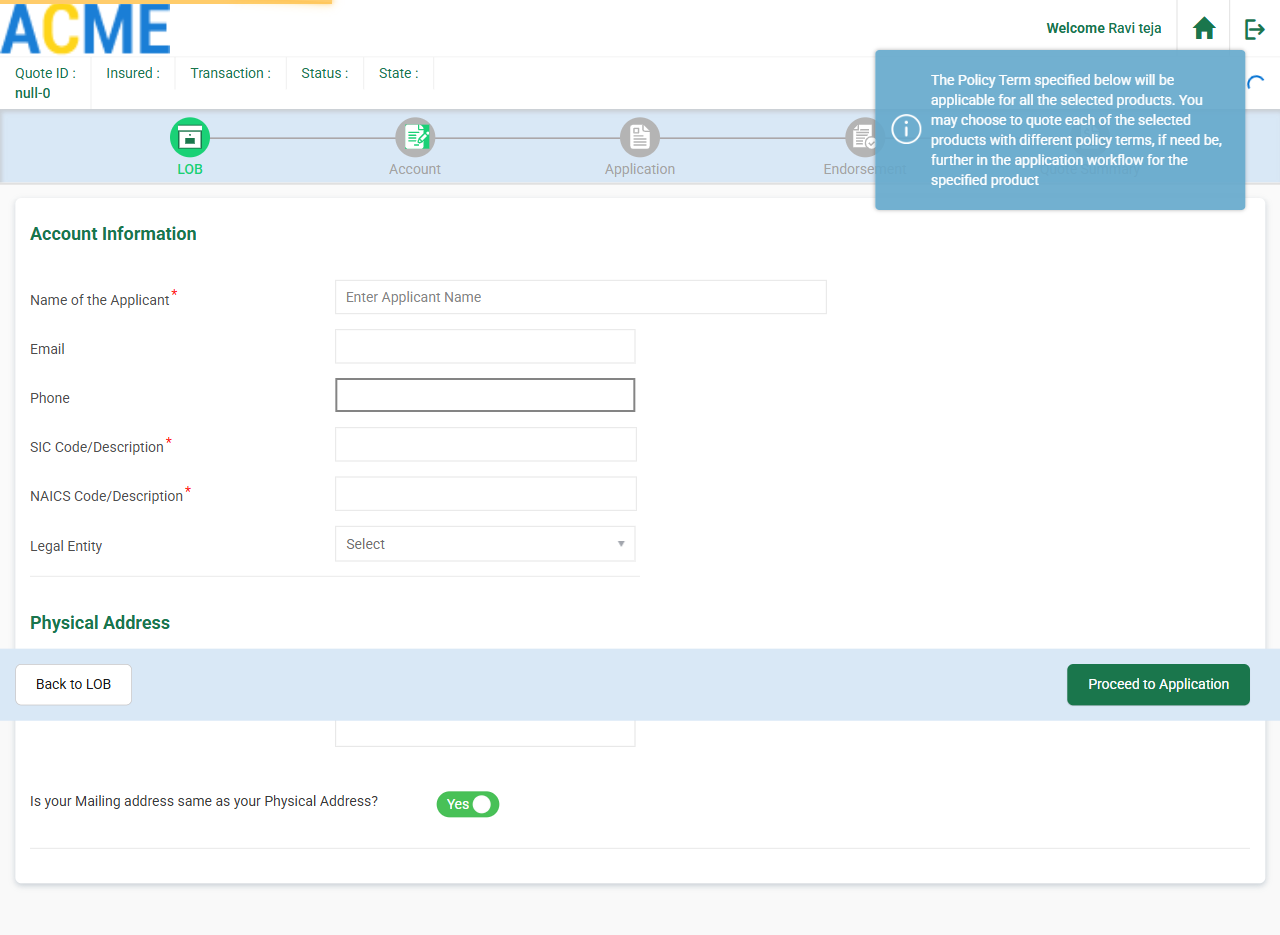 ACME
Welcome Ravi teja
Quote ID :
null-0
Insured :
Transaction :
Status :
State :
The Policy Term specified below will be
applicable for all the selected products. You
may choose to quote each of the selected
products with different policy terms, if need be,
further in the application workflow for the
specified product
LOB
Account
Application
Endorsement
Quote Summary
Account Information
Name of the Applicant*
Enter Applicant Name
Email
Phone
SIC Code/Description*
NAICS Code/Description*
Legal Entity
Select
Physical Address
Back to LOB
Proceed to Application
Is your Mailing address same as your Physical Address?
Yes